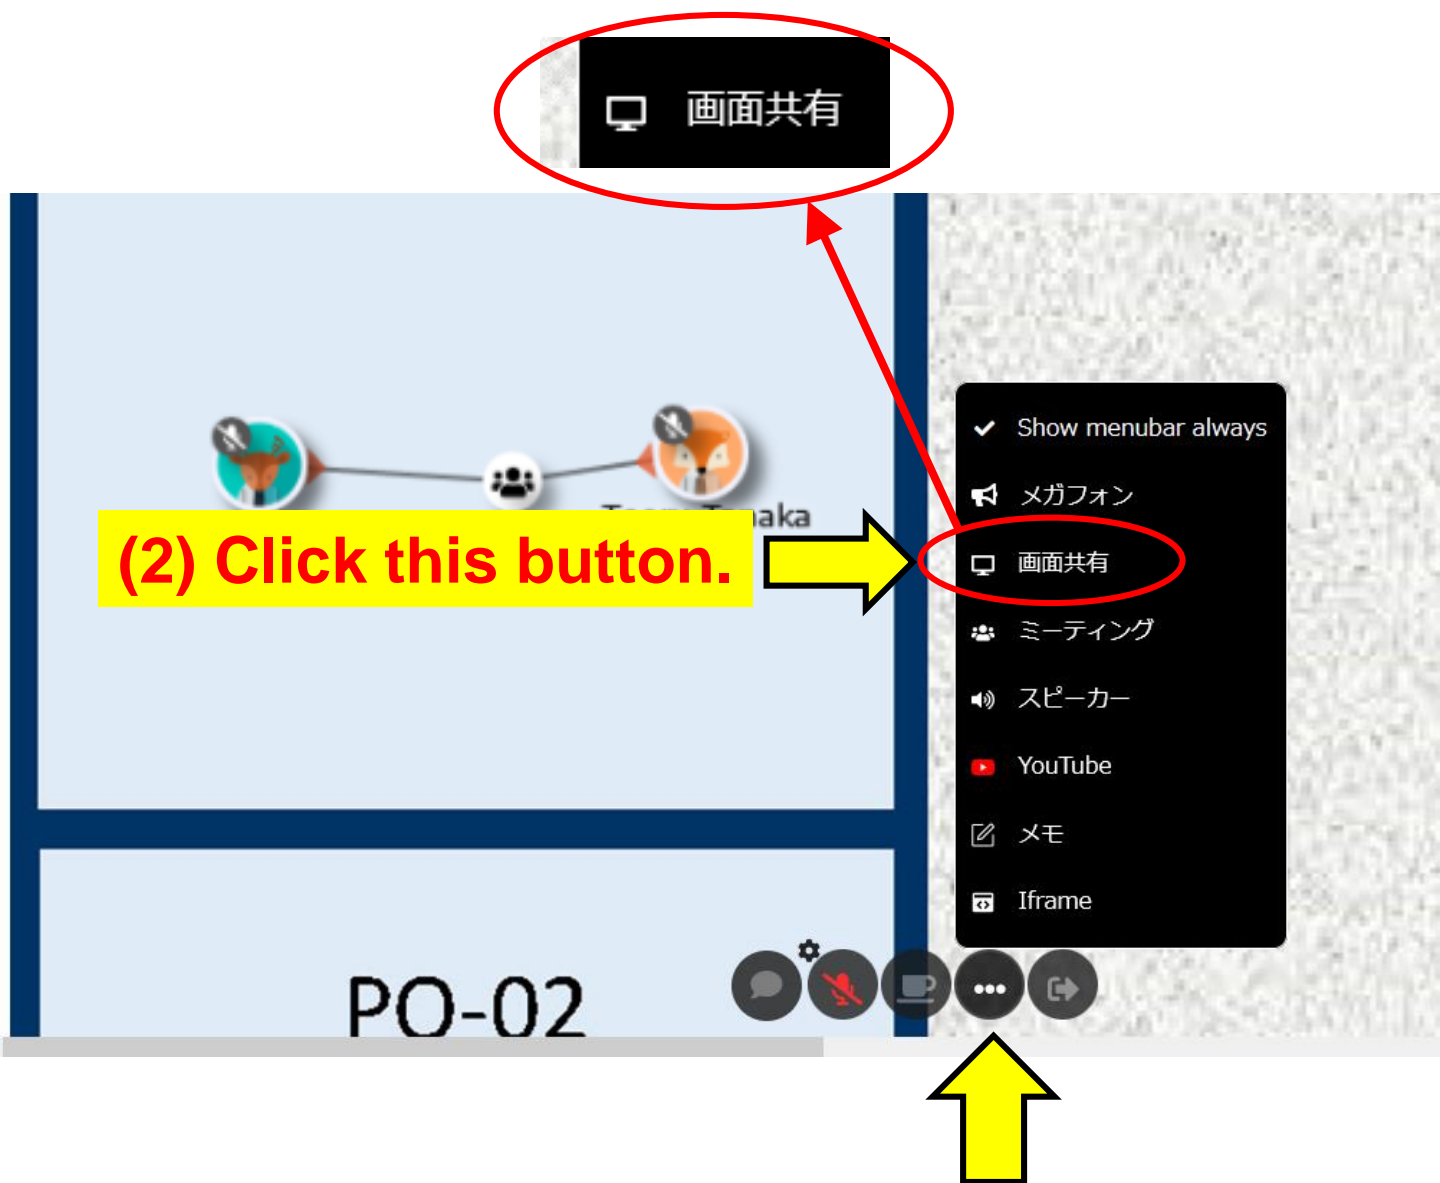 画面共有
Show menubar always
メガフォン
aka
(2) Click this button.
画面共有
ミーティング
スピーカー
YouTube
メモ
Iframe
PO-02